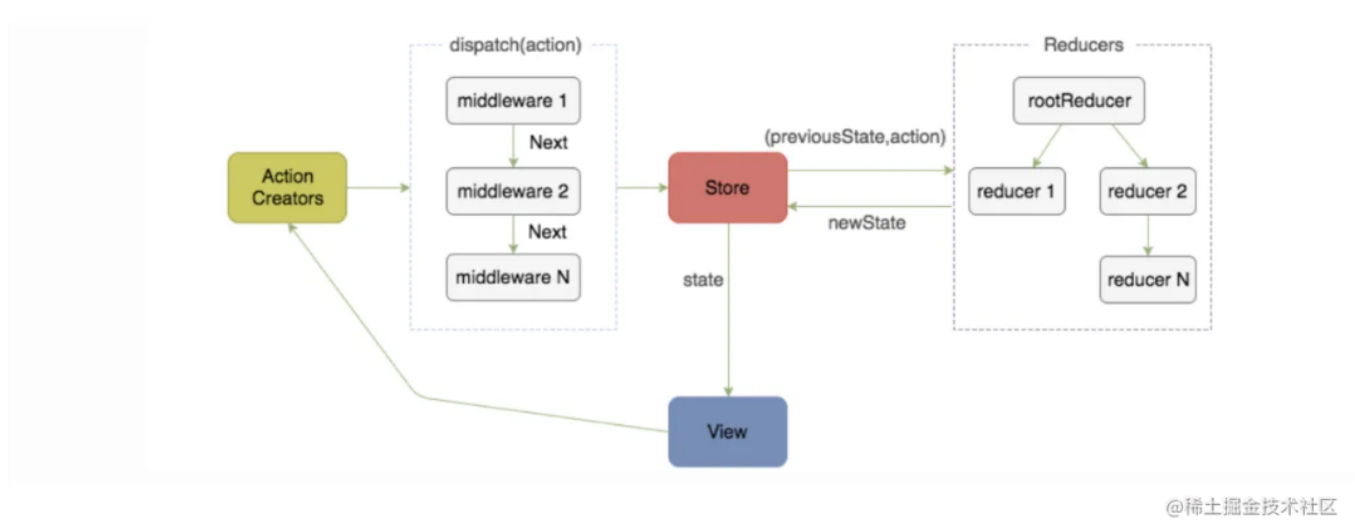 dispatch(action)
middleware 1
Next
middleware 2
Next
middleware N
Action
Creators
Store
(previousState,action)
newState
Reducers
rootReducer
reducer 1
reducer 2
reducer N
state
View
@稀土掘金技术社区